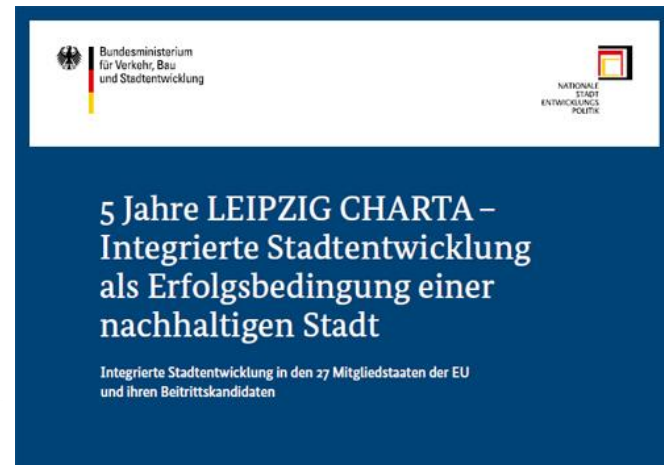 Bundesministerium
für Verkehr, Bau
und Stadtentwicklung
NATIONALE
STADT
ENTWICKLUNGS
POLITIK
5 Jahre LEIPZIG CHARTA –
Integrierte Stadtentwicklung
als Erfolgsbedingung einer
nachhaltigen Stadt
Integrierte Stadtentwicklung in den 27 Mitgliedstaaten der EU
und ihren Beitrittskandidaten